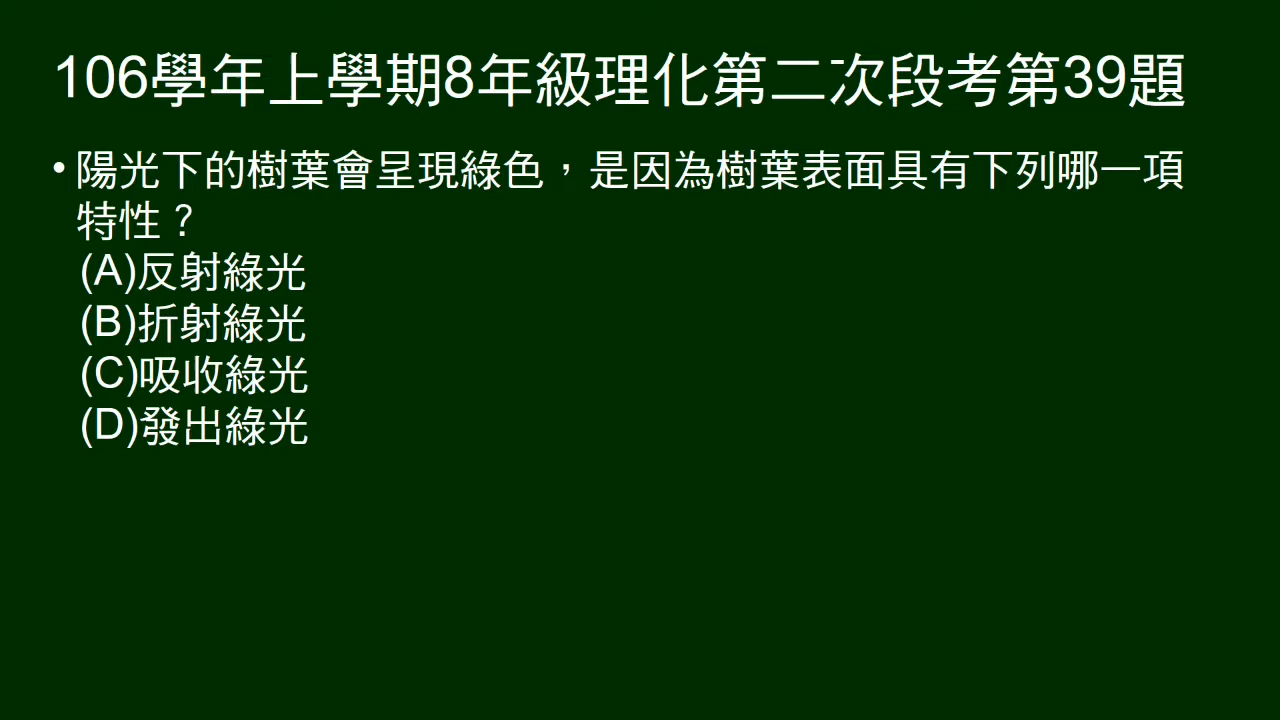 106學年上學期8年級理化第二次段考第39題
• 陽光下的樹葉會呈現綠色，是因為樹葉表面具有下列哪一項
特性？
(A)反射綠光
(B)折射綠光
(C)吸收綠光
(D)發出綠光